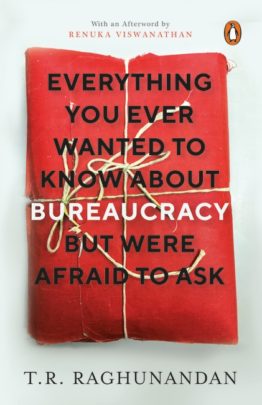 With an Afterword by
RENUKA VISWANATHAN
EVERYTHING
YOU EVER
WANTED TO
KNOW ABOUT
BUREAUCRACY
BUT WERE
AFRAID TO ASK
T.R. RAGHUNANDAN